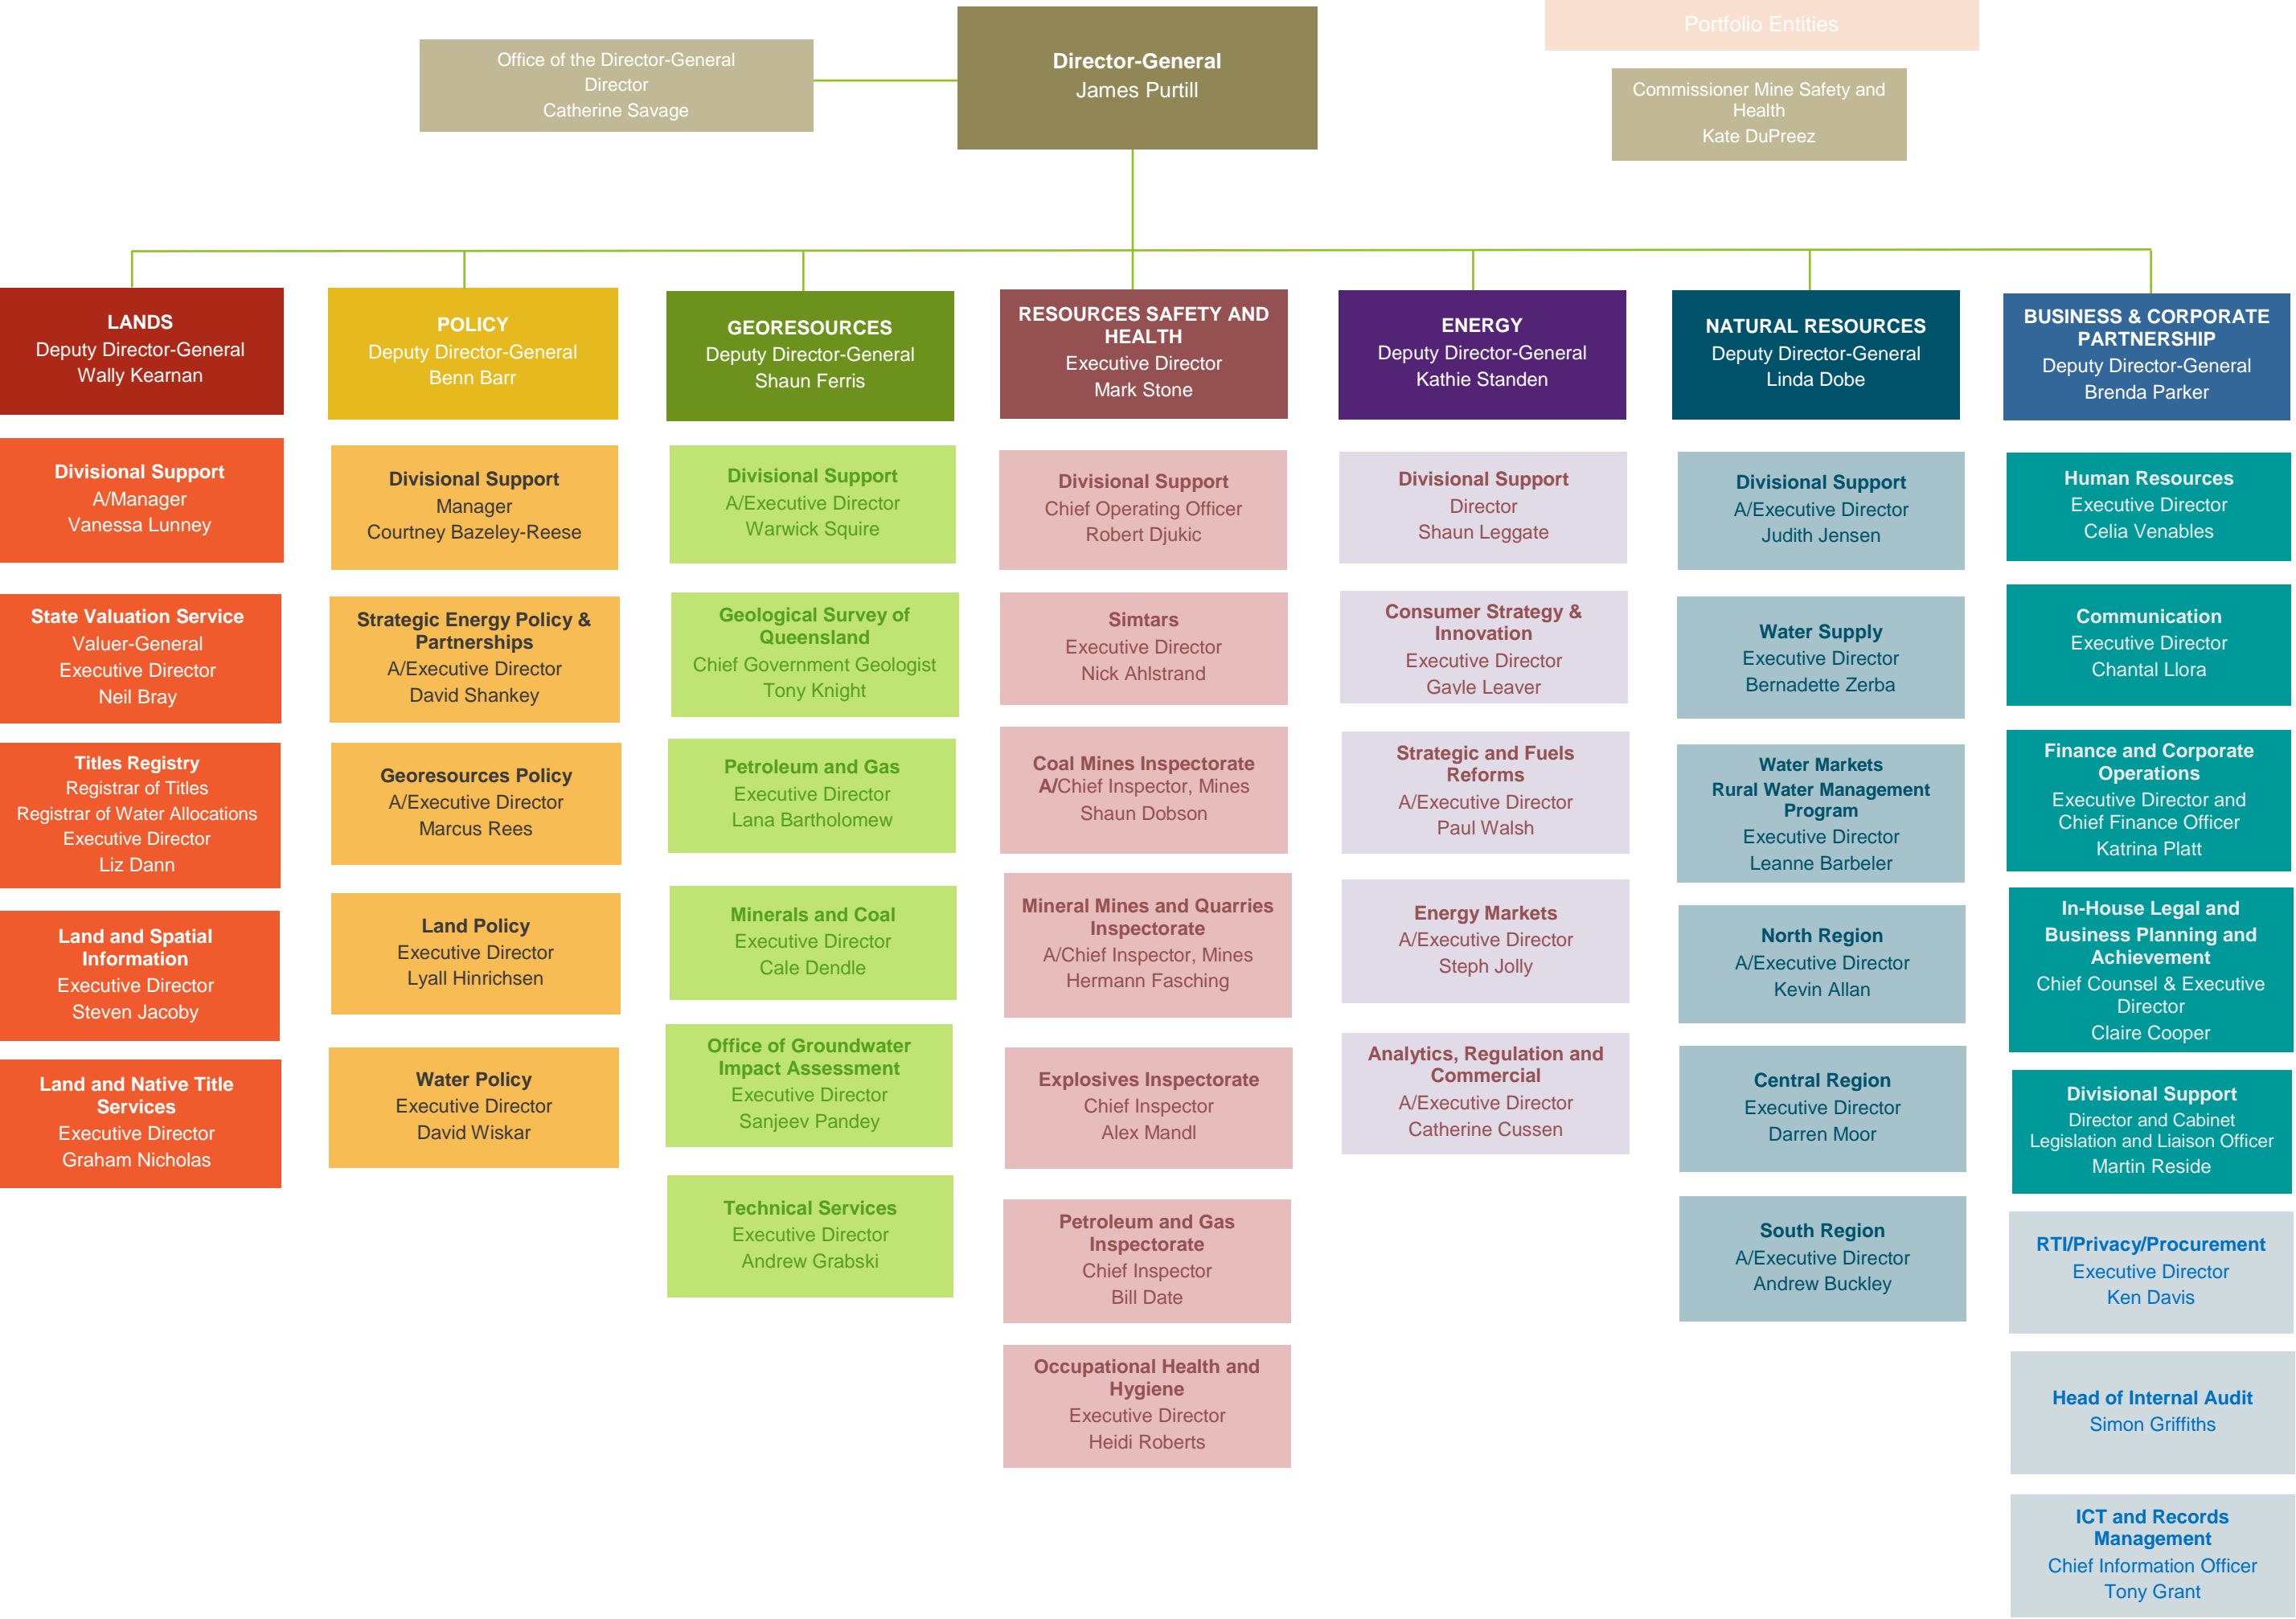 Office of the Director-General
Director
Catherine Savage
Director-General
James Purtill
Portfolio Entities
Commissioner Mine Safety and
Health
Kate DuPreez
LANDS
Deputy Director-General
Wally Kearnan
Divisional Support
A/Manager
Vanessa Lunney
State Valuation Service
Valuer-General
Executive Director
Neil Bray
Titles Registry
Registrar of Titles
Registrar of Water Allocations
Executive Director
Liz Dann
Land and Spatial
Information
Executive Director
Steven Jacoby
Land and Native Title
Services
Executive Director
Graham Nicholas
POLICY
Deputy Director-General
Benn Barr
Divisional Support
Manager
Courtney Bazeley-Reese
Strategic Energy Policy &
Partnerships
A/Executive Director
David Shankey
Georesources Policy
A/Executive Director
Marcus Rees
Land Policy
Executive Director
Lyall Hinrichsen
Water Policy
Executive Director
David Wiskar
GEORESOURCES
Deputy Director-General
Shaun Ferris
Divisional Support
A/Executive Director
Warwick Squire
Geological Survey of
Queensland
Chief Government Geologist
Tony Knight
Petroleum and Gas
Executive Director
Lana Bartholomew
Minerals and Coal
Executive Director
Cale Dendle
Office of Groundwater
Impact Assessment
Executive Director
Sanjeev Pandey
Technical Services
Executive Director
Andrew Grabski
RESOURCES SAFETY AND
HEALTH
Executive Director
Mark Stone
Divisional Support
Chief Operating Officer
Robert Djukic
Simtars
Executive Director
Nick Ahlstrand
Coal Mines Inspectorate
A/Chief Inspector, Mines
Shaun Dobson
Mineral Mines and Quarries
Inspectorate
A/Chief Inspector, Mines
Hermann Fasching
Explosives Inspectorate
Chief Inspector
Alex Mandl
Petroleum and Gas
Inspectorate
Chief Inspector
Bill Date
Occupational Health and
Hygiene
Executive Director
Heidi Roberts
ENERGY
Deputy Director-General
Kathie Standen
Divisional Support
Director
Shaun Leggate
Consumer Strategy &
Innovation
Executive Director
Gayle Leaver
Strategic and Fuels
Reforms
A/Executive Director
Paul Walsh
Energy Markets
A/Executive Director
Steph Jolly
Analytics, Regulation and
Commercial
A/Executive Director
Catherine Cussen
NATURAL RESOURCES
Deputy Director-General
Linda Dobe
Divisional Support
A/Executive Director
Judith Jensen
Water Supply
Executive Director
Bernadette Zerba
Water Markets
Rural Water Management
Program
Executive Director
Leanne Barbeler
North Region
A/Executive Director
Kevin Allan
Central Region
Executive Director
Darren Moor
South Region
A/Executive Director
Andrew Buckley
BUSINESS & CORPORATE
PARTNERSHIP
Deputy Director-General
Brenda Parker
Human Resources
Executive Director
Celia Venables
Communication
Executive Director
Chantal Llora
Finance and Corporate
Operations
Executive Director and
Chief Finance Officer
Katrina Platt
In-House Legal and
Business Planning and
Achievement
Chief Counsel & Executive
Director
Claire Cooper
Divisional Support
Director and Cabinet
Legislation and Liaison Officer
Martin Reside
RTI/Privacy/Procurement
Executive Director
Ken Davis
Head of Internal Audit
Simon Griffiths
ICT and Records
Management
Chief Information Officer
Tony Grant